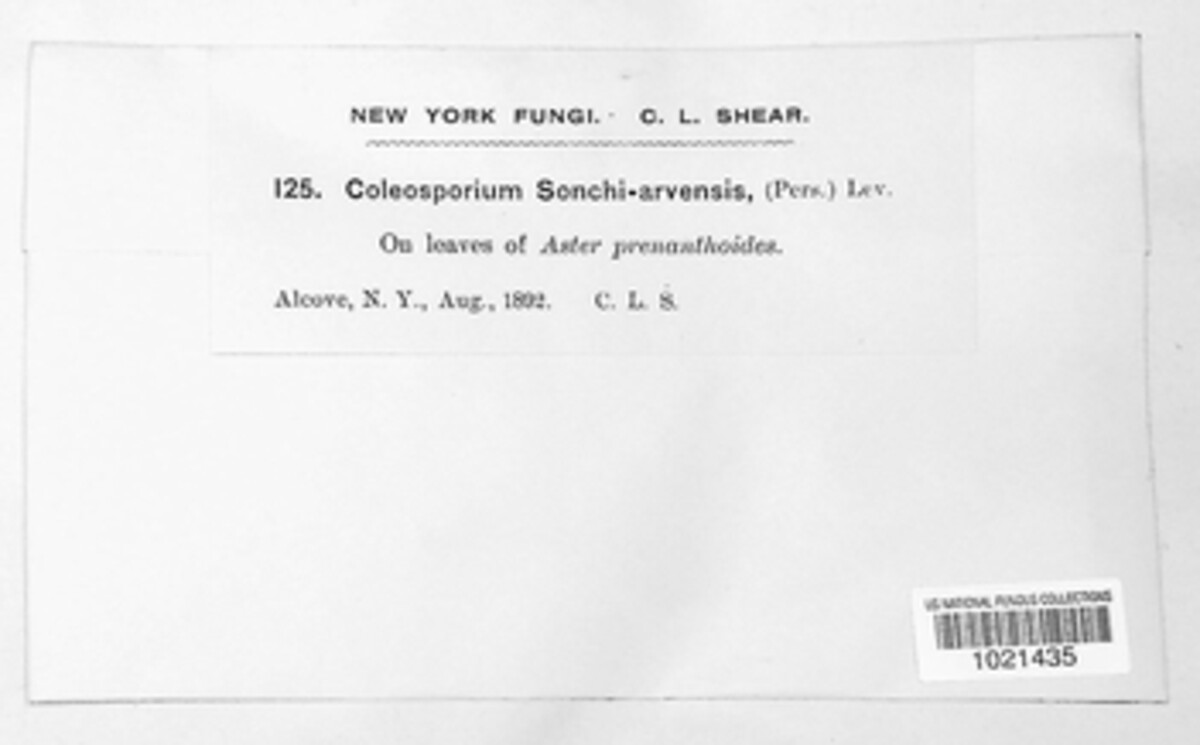 NEW YORK FUNGI. C. L. SHEAR.
125. Coleosporium Sonchi-arvensis, (Pers.) Lev.
On leaves of Aster prenanthoides.
Alcove, N. Y., Aug., 1892. C. L. S.
US NATIONAL FUNGUS COLLECTIONS
1021435